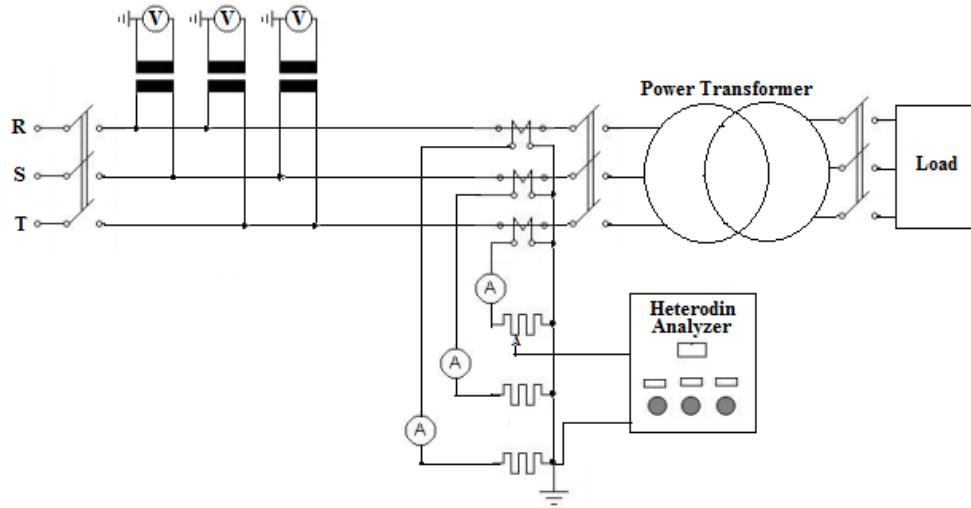 V V V
Power Transformer
R
S
T
Load
A
Heterodin
Analyzer
A
A
A